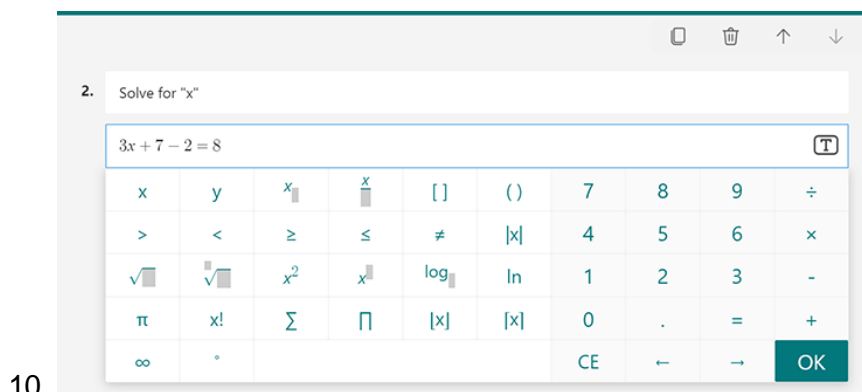 2. Solve for "x"
3x + 7 − 2 = 8 T
x y x [ ] ( ) 7 8 9 ÷
> < ≥ ≤ ≠ |x| 4 5 6 ×
√ √ x² x log ln 1 2 3 -
π x! Σ Π ⌊x⌋ ⌈x⌉ 0 . = +
∞ ° CE ← → OK
10